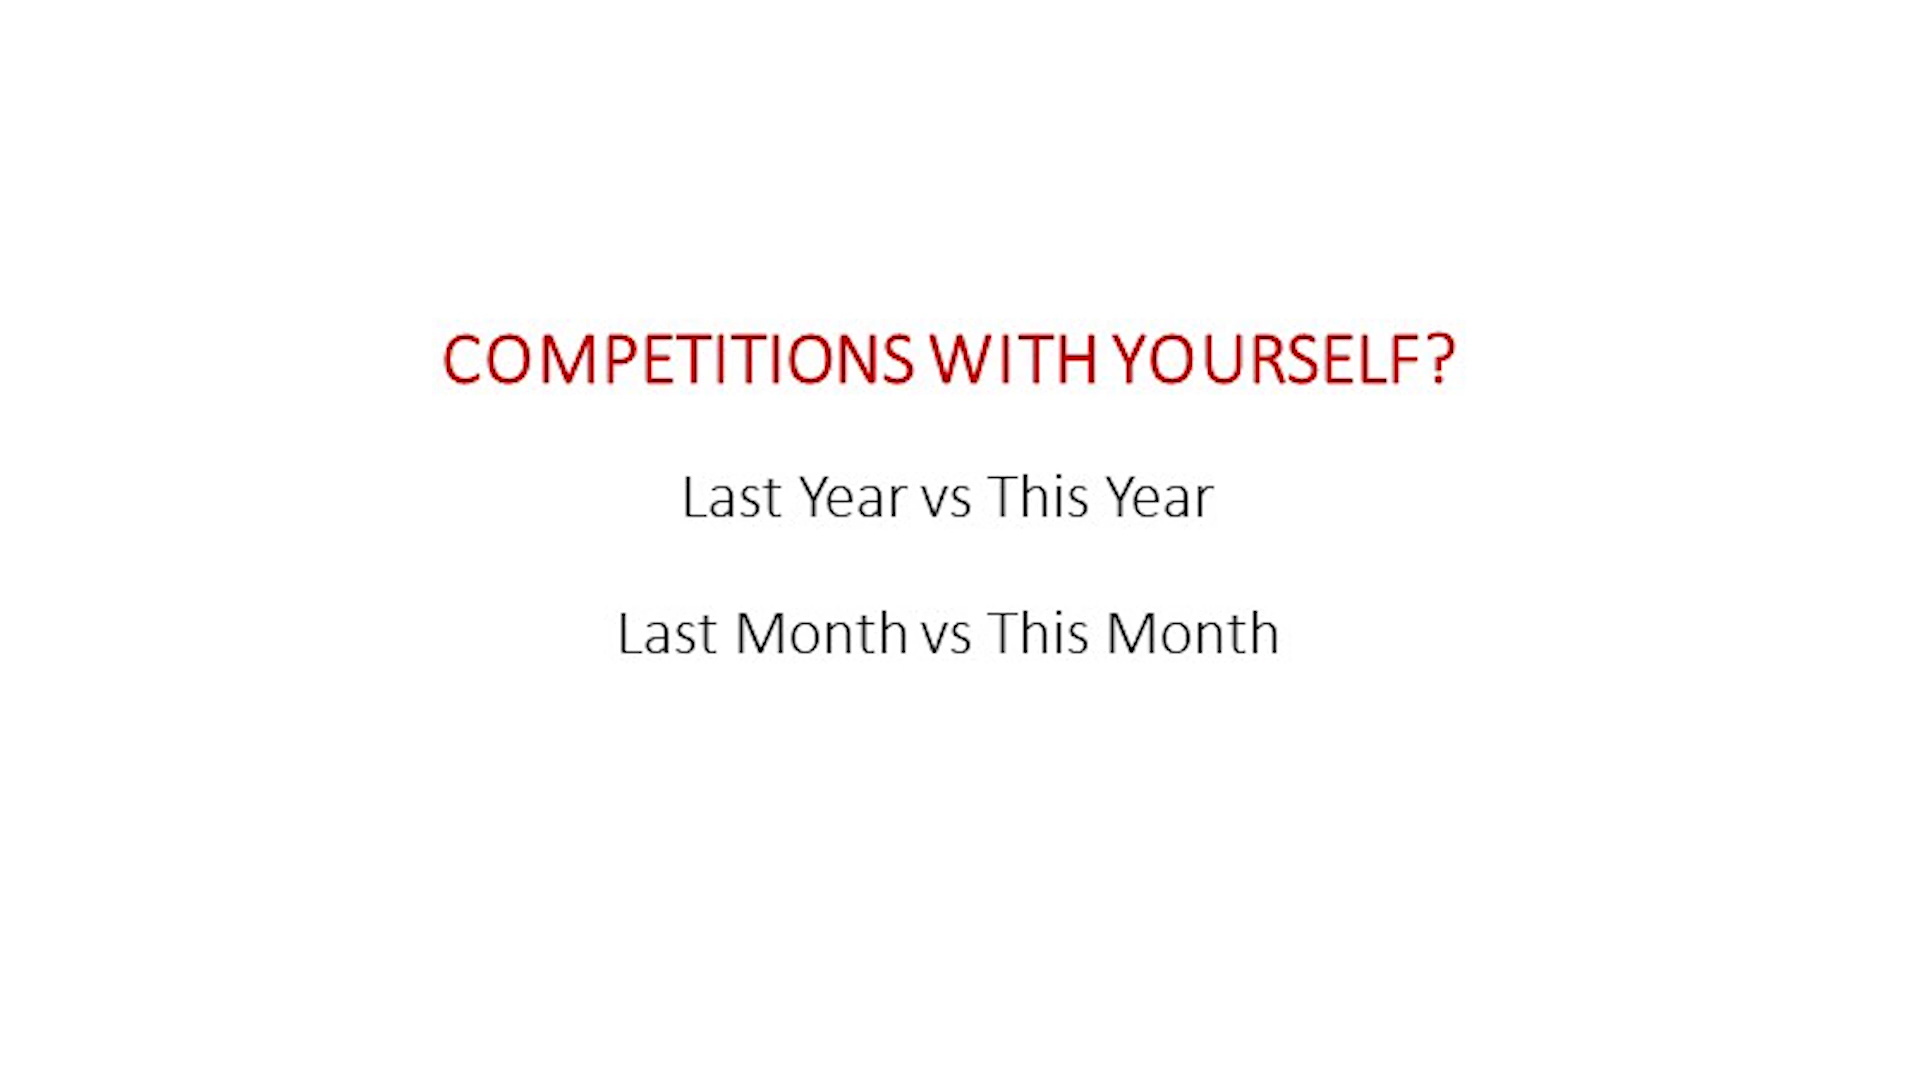 COMPETITIONS WITH YOURSELF?
Last Year vs This Year
Last Month vs This Month